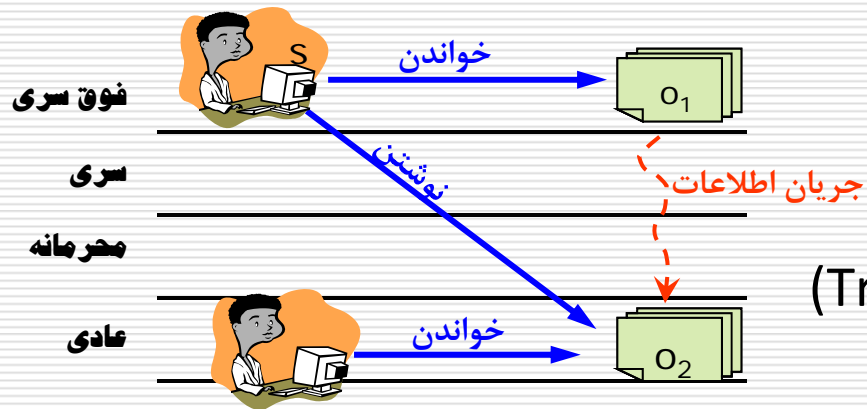 S
خواندن
O1
فوق سری
نوشتن
سری
جریان اطلاعات
محرمانه
(Tr
عادی
خواندن
O2